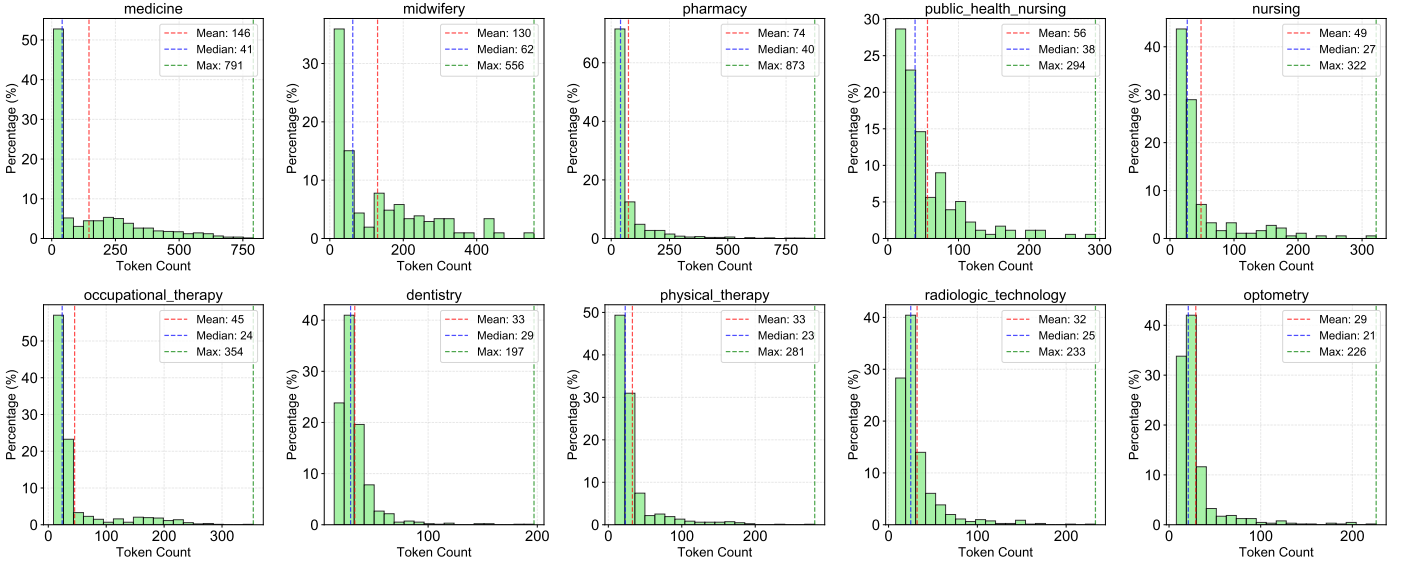 medicine
Mean: 146
Median: 41
Max: 791
Percentage (%)
0
10
20
30
40
50
0
250
500
750
Token Count
midwifery
Mean: 130
Median: 62
Max: 556
Percentage (%)
0
10
20
30
0
200
400
Token Count
pharmacy
Mean: 74
Median: 40
Max: 873
Percentage (%)
0
20
40
60
0
250
500
750
Token Count
public_health_nursing
Mean: 56
Median: 38
Max: 294
Percentage (%)
0
5
10
15
20
25
30
0
100
200
300
Token Count
nursing
Mean: 49
Median: 27
Max: 322
Percentage (%)
0
10
20
30
40
0
100
200
300
Token Count
occupational_therapy
Mean: 45
Median: 24
Max: 354
Percentage (%)
0
10
20
30
40
50
0
100
200
300
Token Count
dentistry
Mean: 33
Median: 29
Max: 197
Percentage (%)
0
10
20
30
40
100
200
Token Count
physical_therapy
Mean: 33
Median: 23
Max: 281
Percentage (%)
0
10
20
30
40
50
0
100
200
Token Count
radiologic_technology
Mean: 32
Median: 25
Max: 233
Percentage (%)
0
10
20
30
40
0
100
200
Token Count
optometry
Mean: 29
Median: 21
Max: 226
Percentage (%)
0
10
20
30
40
0
100
200
Token Count